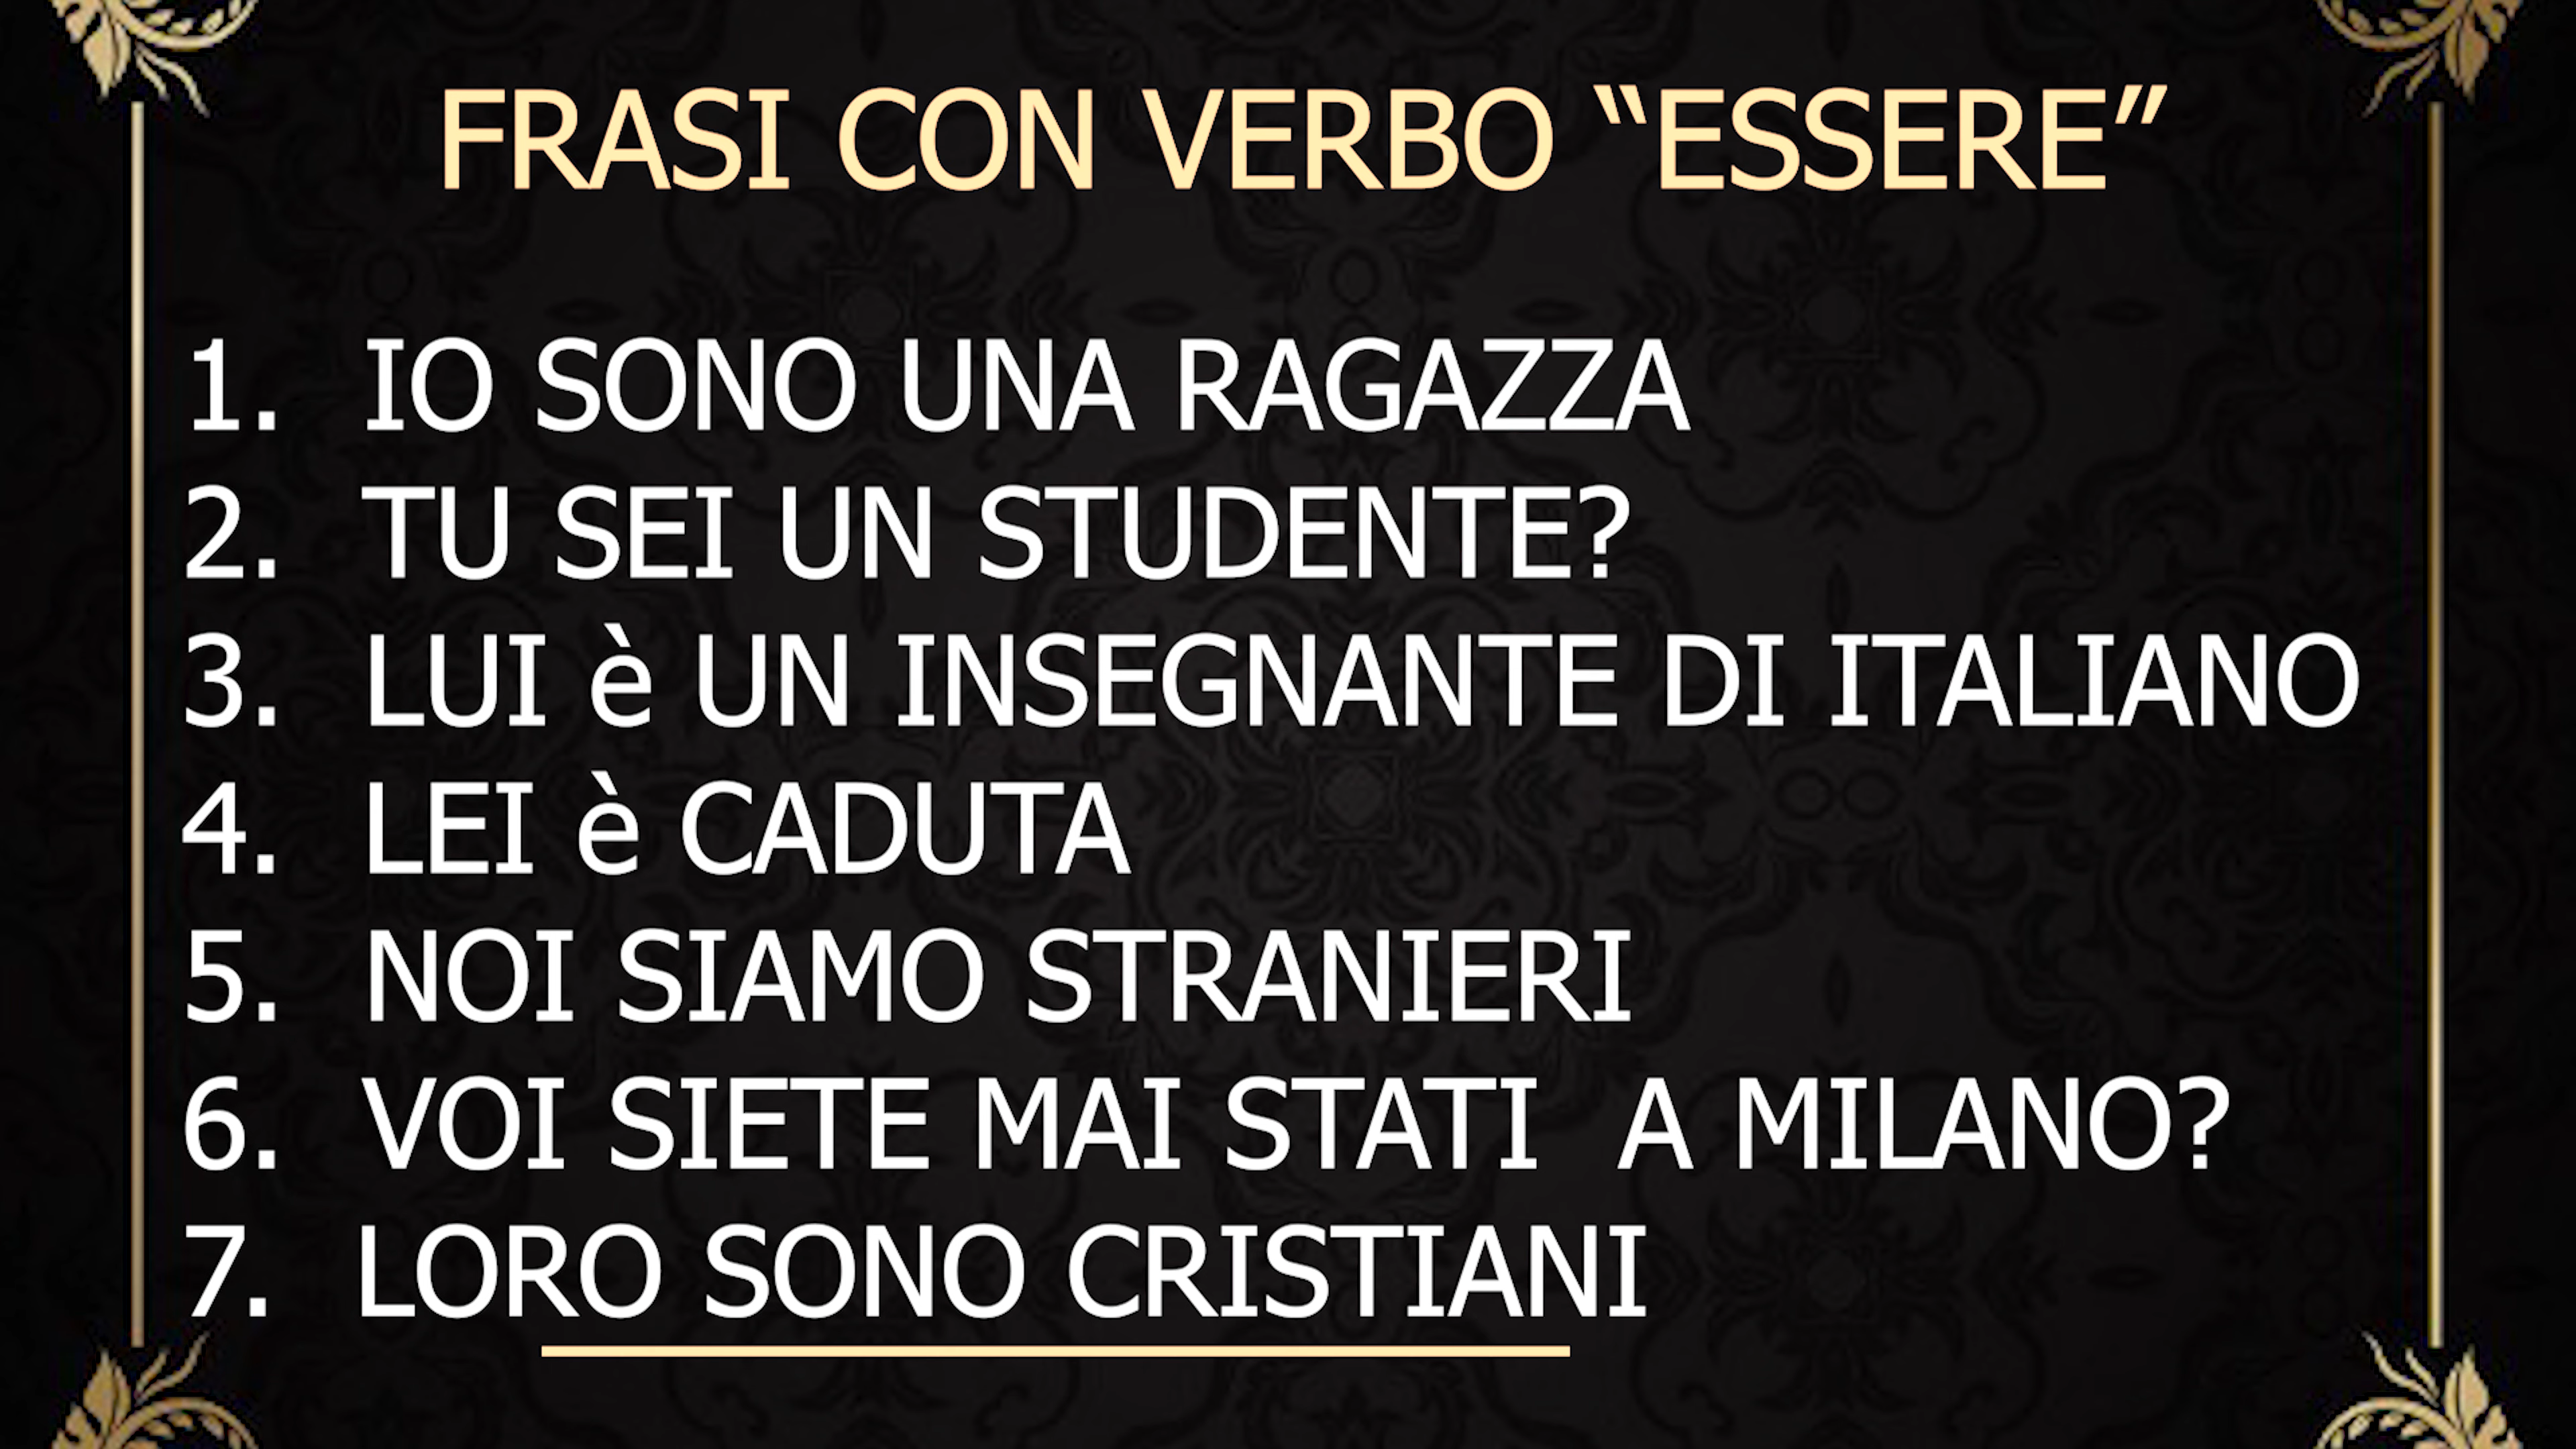 FRASI CON VERBO “ESSERE”
1. IO SONO UNA RAGAZZA
2. TU SEI UN STUDENTE?
3. LUI è UN INSEGNANTE DI ITALIANO
4. LEI è CADUTA
5. NOI SIAMO STRANIERI
6. VOI SIETE MAI STATI  A MILANO?
7. LORO SONO CRISTIANI